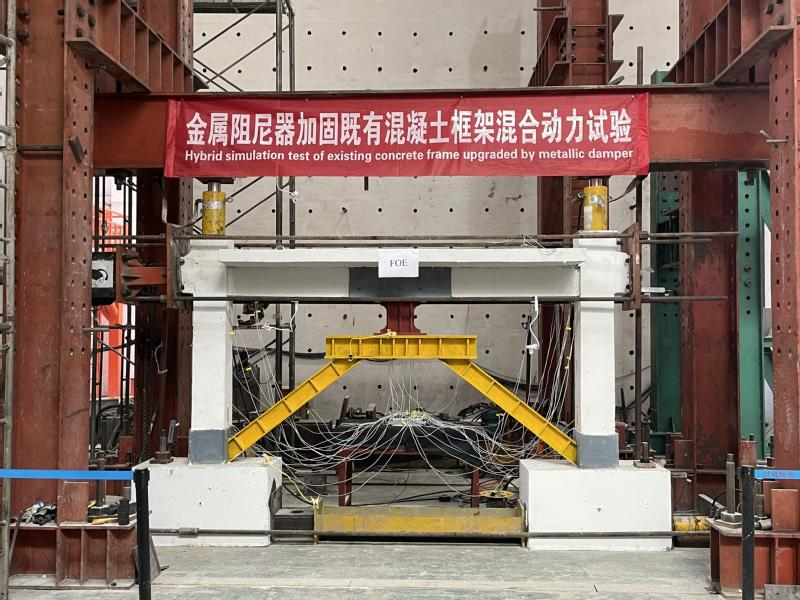 金属阻尼器加固既有混凝土框架混合动力试验
Hybrid simulation test of existing concrete frame upgraded by metallic damper
FOE